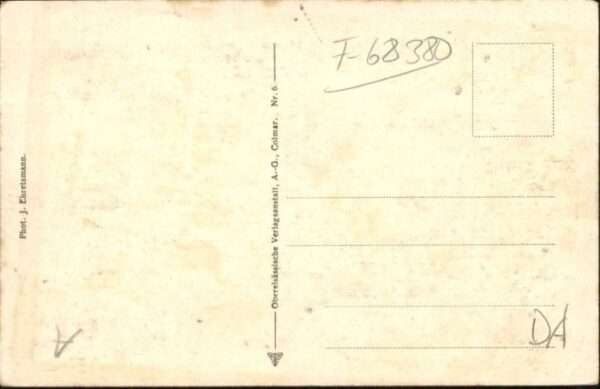 Phot. J. Ehretsmann.
Oberelsässische Verlagsanstalt, A.-G., Colmar. Nr. 6.
F-68380
A
DA